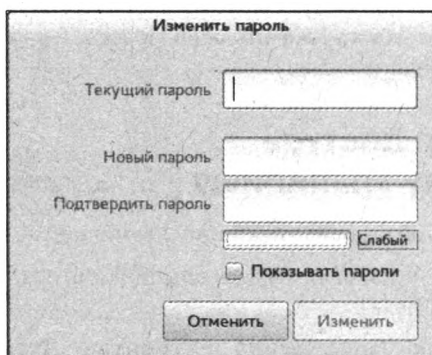 Изменить пароль
Текущий пароль
Новый пароль
Подтвердить пароль
Слабый
Показывать пароли
Отменить Изменить